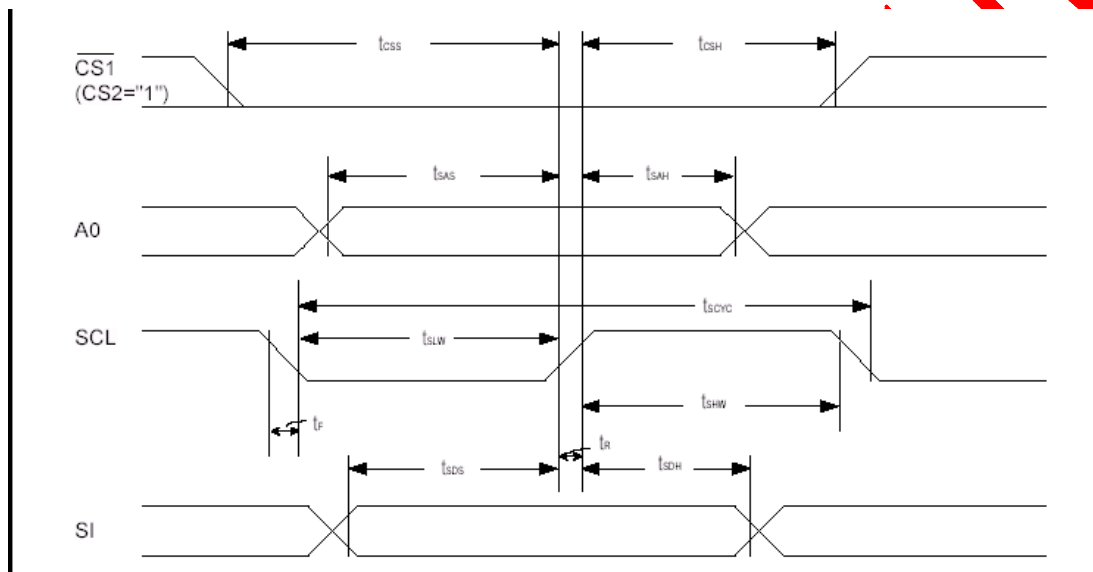 tCSS
tCSH
CS1
(CS2="1")
tSAS
tSAH
A0
tSCYC
SCL
tSLW
tSHW
tF
tR
tSDS
tSDH
SI